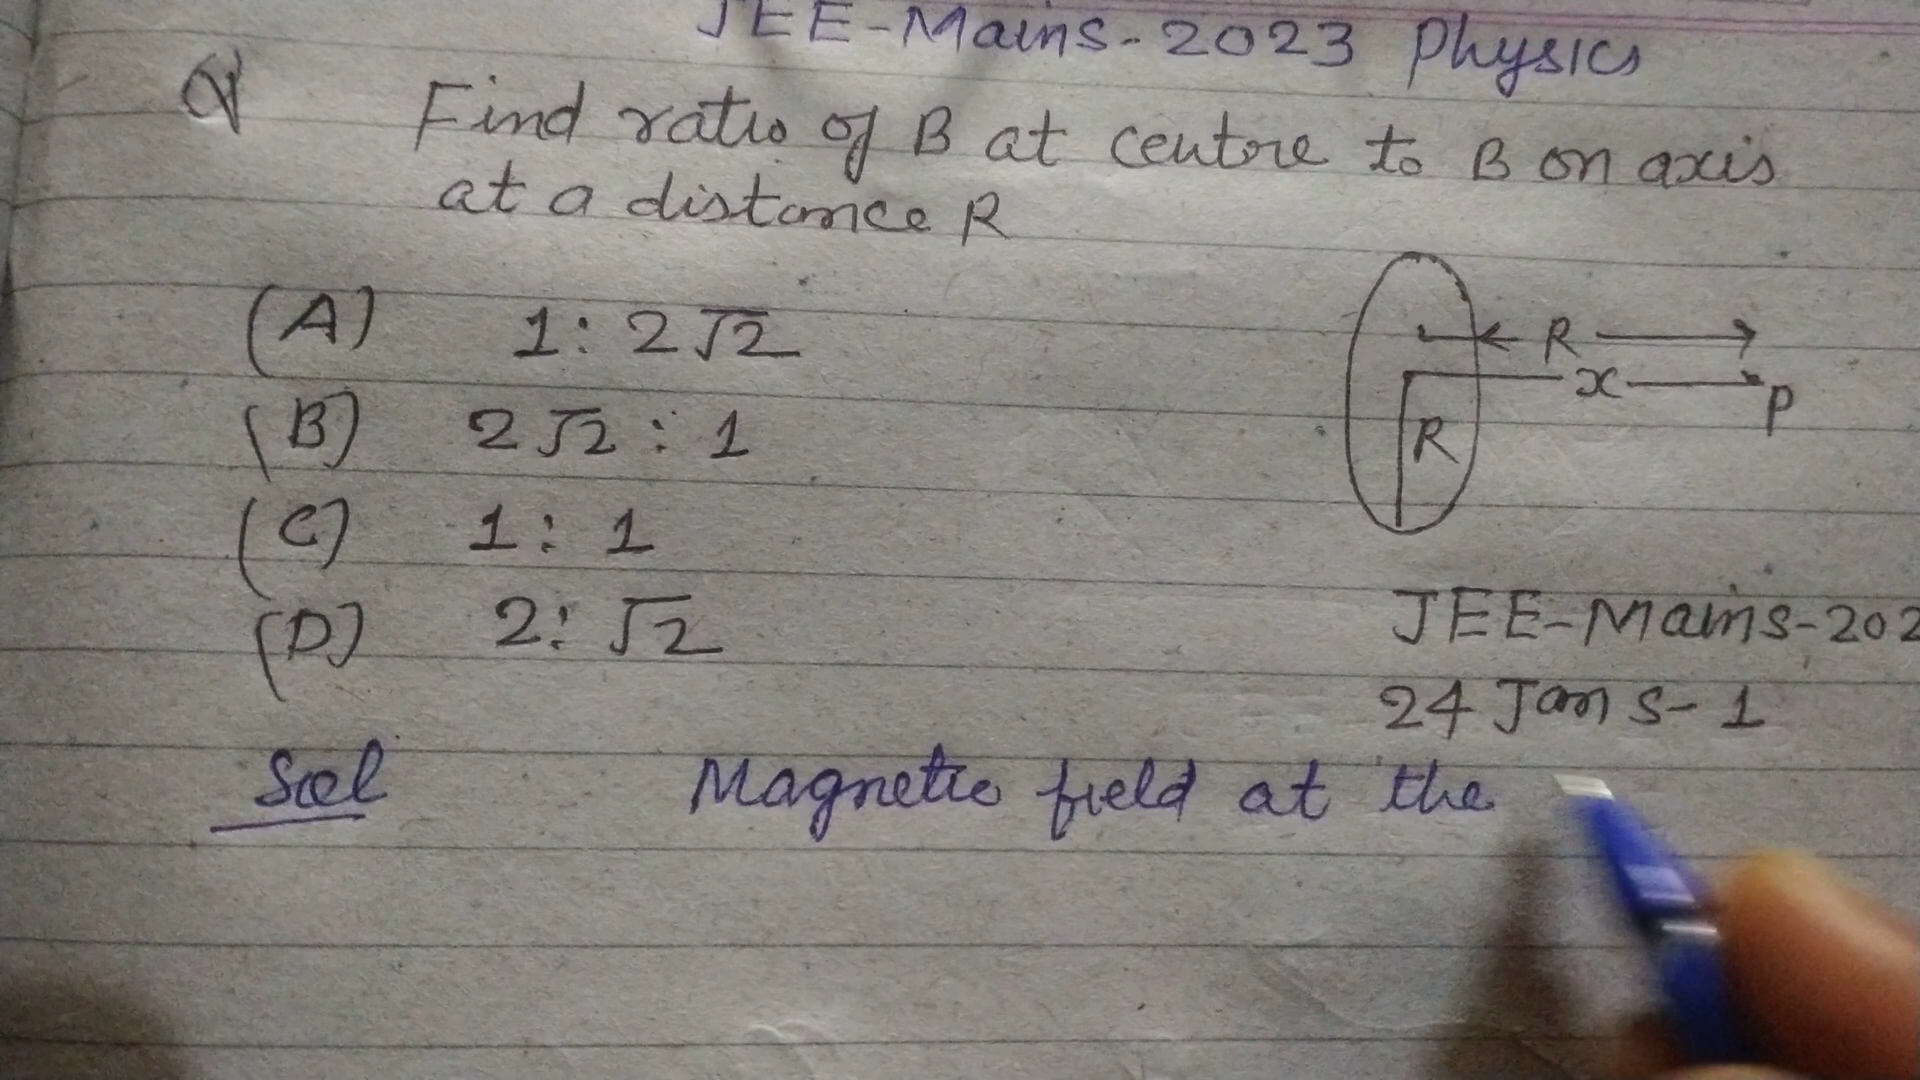 JEE-Mains-2023 Physics
Q Find ratio of B at centre to B on axis
at a distance R
(A) 1: 2√2
(B) 2√2 : 1
(C) 1: 1
(D) 2: √2
R
x
P
R
JEE-Mains-202
24 Jan S-1
Sol Magnetic field at the